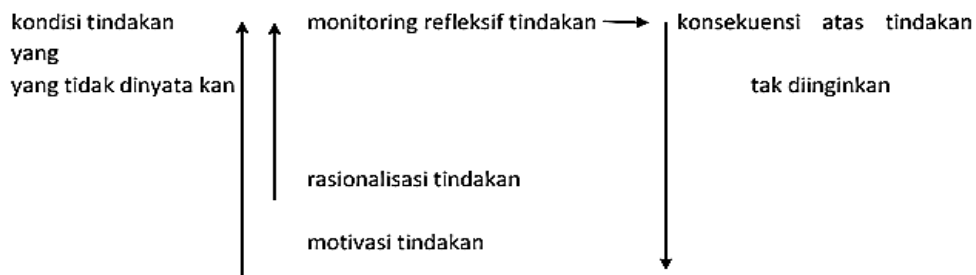 kondisi tindakan
yang
yang tidak dinyata kan
monitoring refleksif tindakan
konsekuensi atas tindakan
tak diinginkan
rasionalisasi tindakan
motivasi tindakan